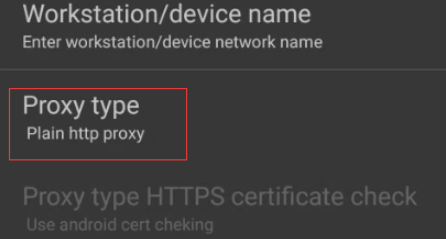 Workstation/device name
Enter workstation/device network name
Proxy type
Plain http proxy
Proxy type HTTPS certificate check
Use android cert cheking